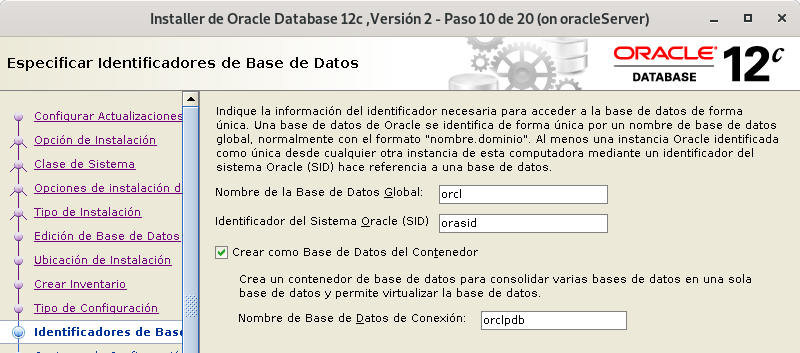 Installer de Oracle Database 12c ,Versión 2 - Paso 10 de 20 (on oracleServer)
Especificar Identificadores de Base de Datos
ORACLE
DATABASE
12c
Configurar Actualizaciones
Opción de Instalación
Clase de Sistema
Opciones de instalación d
Tipo de Instalación
Edición de Base de Datos
Ubicación de Instalación
Crear Inventario
Tipo de Configuración
Identificadores de Base
Indique la información del identificador necesaria para acceder a la base de datos de forma
única. Una base de datos de Oracle se identifica de forma única por un nombre de base de datos
global, normalmente con el formato "nombre.dominio". Al menos una instancia Oracle identificada
como única desde cualquier otra instancia de esta computadora mediante un identificador del
sistema Oracle (SID) hace referencia a una base de datos.
Nombre de la Base de Datos Global: orcl
Identificador del Sistema Oracle (SID) orasid
Crear como Base de Datos del Contenedor
Crea un contenedor de base de datos para consolidar varias bases de datos en una sola
base de datos y permite virtualizar la base de datos.
Nombre de Base de Datos de Conexión: orclpdb